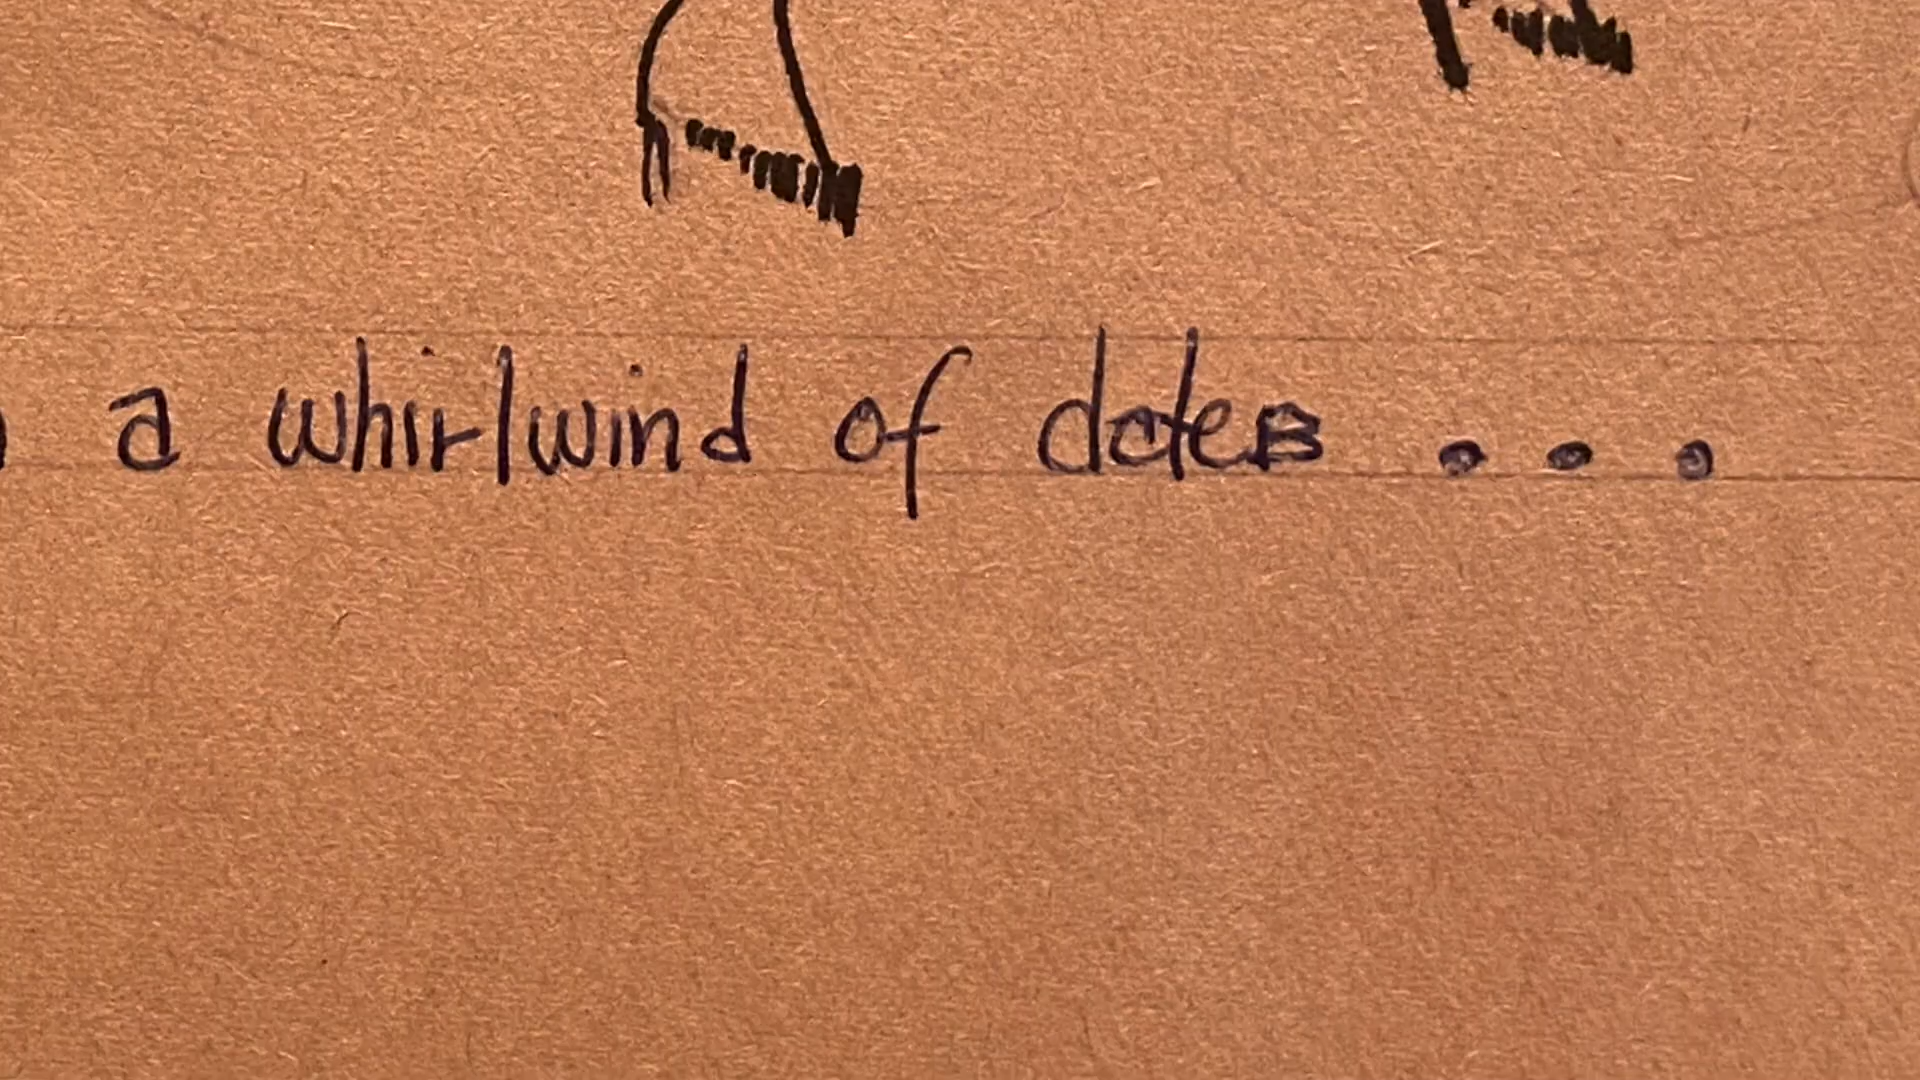 a whirlwind of dates ...